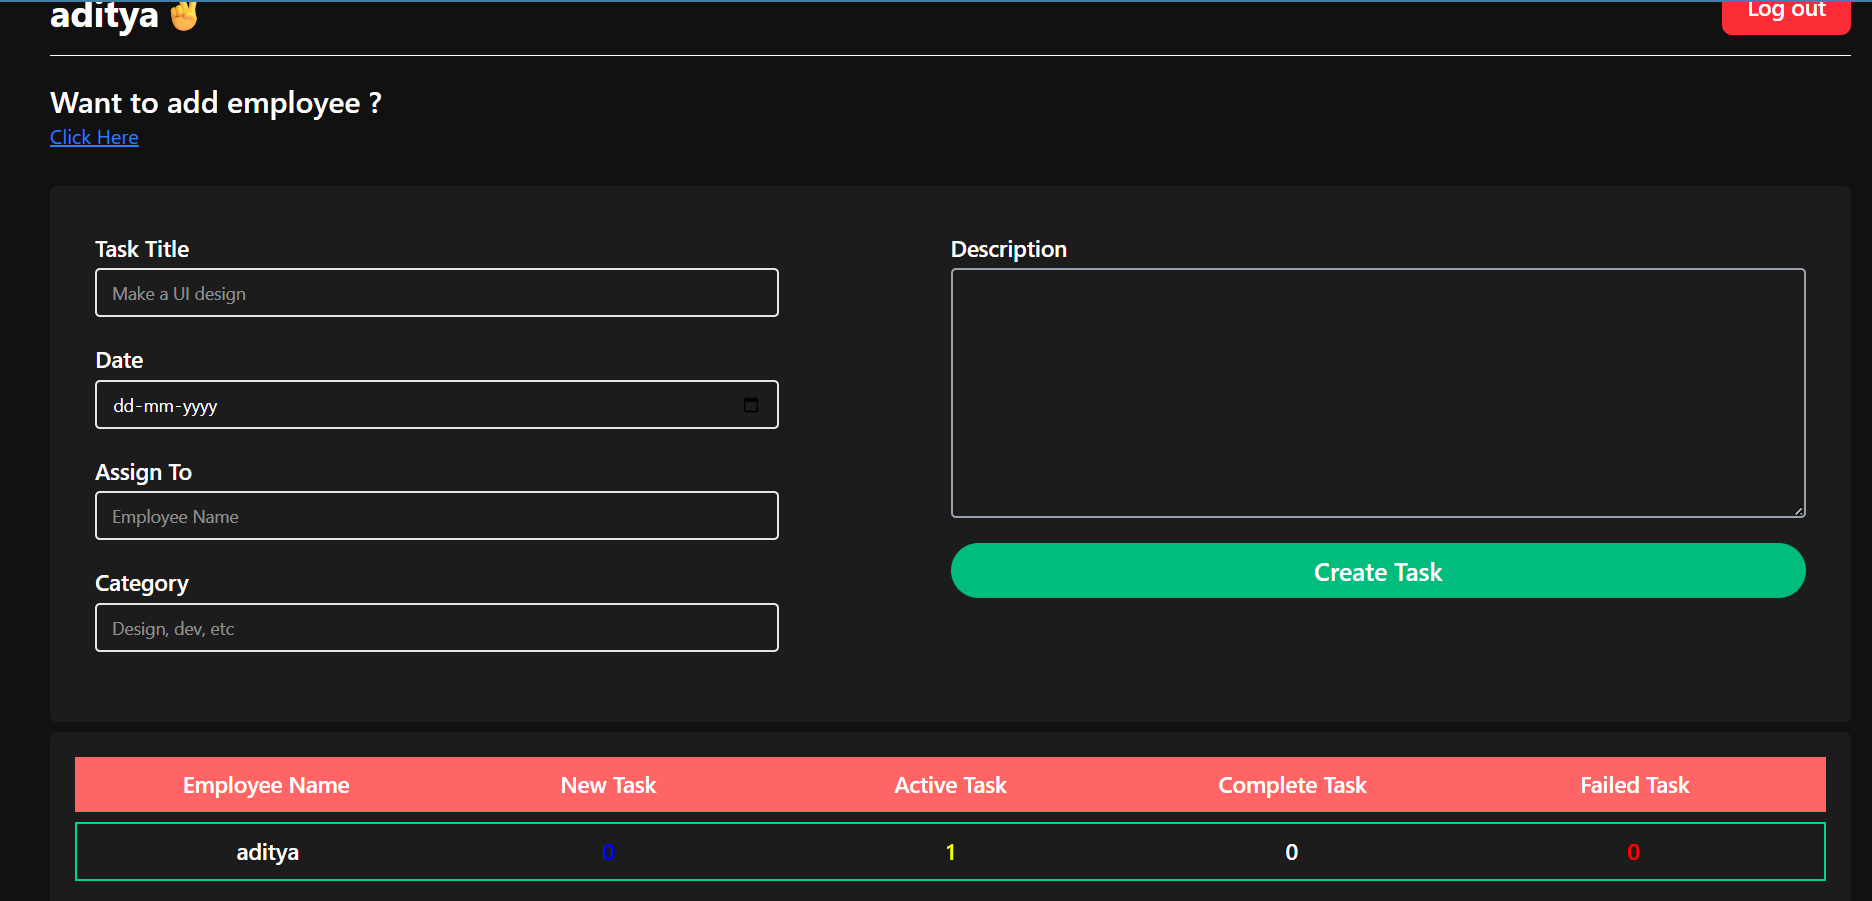 aditya ✌
Log out
Want to add employee ?
Click Here
Task Title
Make a UI design
Date
dd-mm-yyyy
Assign To
Employee Name
Category
Design, dev, etc
Description
Create Task
Employee Name New Task Active Task Complete Task Failed Task
aditya 0 1 0 0